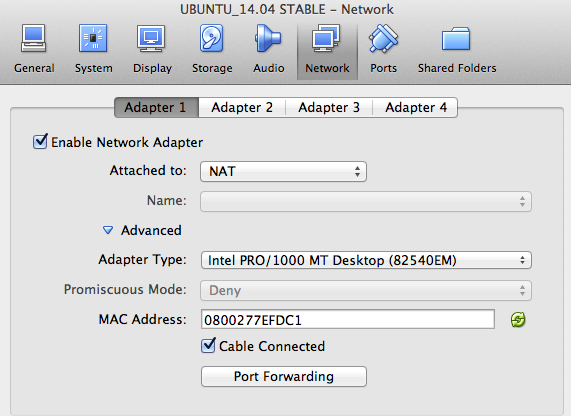 UBUNTU_14.04 STABLE – Network
General System Display Storage Audio Network Ports Shared Folders
Adapter 1 Adapter 2 Adapter 3 Adapter 4
Enable Network Adapter
Attached to: NAT
Name:
Advanced
Adapter Type: Intel PRO/1000 MT Desktop (82540EM)
Promiscuous Mode: Deny
MAC Address: 0800277EFDC1
Cable Connected
Port Forwarding